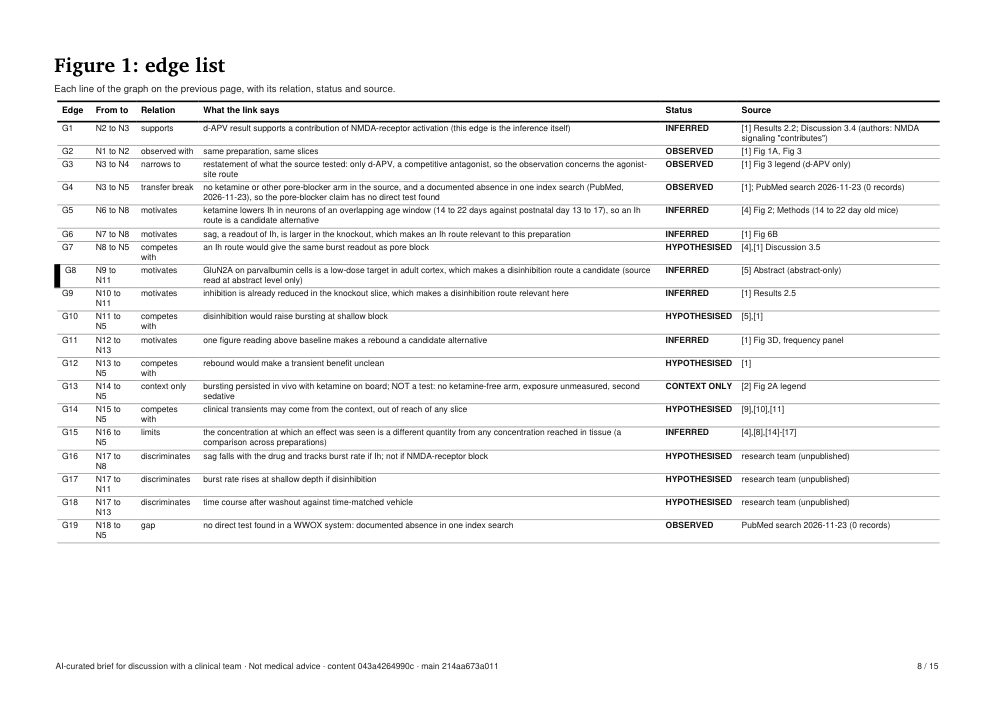 Figure 1: edge list
Each line of the graph on the previous page, with its relation, status and source.
Edge From to Relation What the link says Status Source
G1 N2 to N3 supports d-APV result supports a contribution of NMDA-receptor activation (this edge is the inference itself) INFERRED [1] Results 2.2; Discussion 3.4 (authors: NMDA
signaling "contributes")
G2 N1 to N2 observed with same preparation, same slices OBSERVED [1] Fig 1A, Fig 3
G3 N3 to N4 narrows to restatement of what the source tested: only d-APV, a competitive antagonist, so the observation concerns the agonist- OBSERVED [1] Fig 3 legend (d-APV only)
site route
G4 N3 to N5 transfer break no ketamine or other pore-blocker arm in the source, and a documented absence in one index search (PubMed, OBSERVED [1]; PubMed search 2026-11-23 (0 records)
2026-11-23), so the pore-blocker claim has no direct test found
G5 N6 to N8 motivates ketamine lowers Ih in neurons of an overlapping age window (14 to 22 days against postnatal day 13 to 17), so an Ih INFERRED [4] Fig 2; Methods (14 to 22 day old mice)
route is a candidate alternative
G6 N7 to N8 motivates sag, a readout of Ih, is larger in the knockout, which makes an Ih route relevant to this preparation INFERRED [1] Fig 6B
G7 N8 to N5 competes an Ih route would give the same burst readout as pore block HYPOTHESISED [4],[1] Discussion 3.5
with
G8 N9 to motivates GluN2A on parvalbumin cells is a low-dose target in adult cortex, which makes a disinhibition route a candidate (source INFERRED [5] Abstract (abstract-only)
N11 read at abstract level only)
G9 N10 to motivates inhibition is already reduced in the knockout slice, which makes a disinhibition route relevant here INFERRED [1] Results 2.5
N11
G10 N11 to competes disinhibition would raise bursting at shallow block HYPOTHESISED [5],[1]
N5 with
G11 N12 to motivates one figure reading above baseline makes a rebound a candidate alternative INFERRED [1] Fig 3D, frequency panel
N13
G12 N13 to competes rebound would make a transient benefit unclean HYPOTHESISED [1]
N5 with
G13 N14 to context only bursting persisted in vivo with ketamine on board; NOT a test: no ketamine-free arm, exposure unmeasured, second CONTEXT ONLY [2] Fig 2A legend
N5 sedative
G14 N15 to competes clinical transients may come from the context, out of reach of any slice HYPOTHESISED [9],[10],[11]
N5 with
G15 N16 to limits the concentration at which an effect was seen is a different quantity from any concentration reached in tissue (a INFERRED [4],[8],[14]-[17]
N5 comparison across preparations)
G16 N17 to discriminates sag falls with the drug and tracks burst rate if Ih; not if NMDA-receptor block HYPOTHESISED research team (unpublished)
N8
G17 N17 to discriminates burst rate rises at shallow depth if disinhibition HYPOTHESISED research team (unpublished)
N11
G18 N17 to discriminates time course after washout against time-matched vehicle HYPOTHESISED research team (unpublished)
N13
G19 N18 to gap no direct test found in a WWOX system: documented absence in one index search OBSERVED PubMed search 2026-11-23 (0 records)
N5
AI-curated brief for discussion with a clinical team · Not medical advice · content 043a4264990c · main 214aa673a011 8 / 15